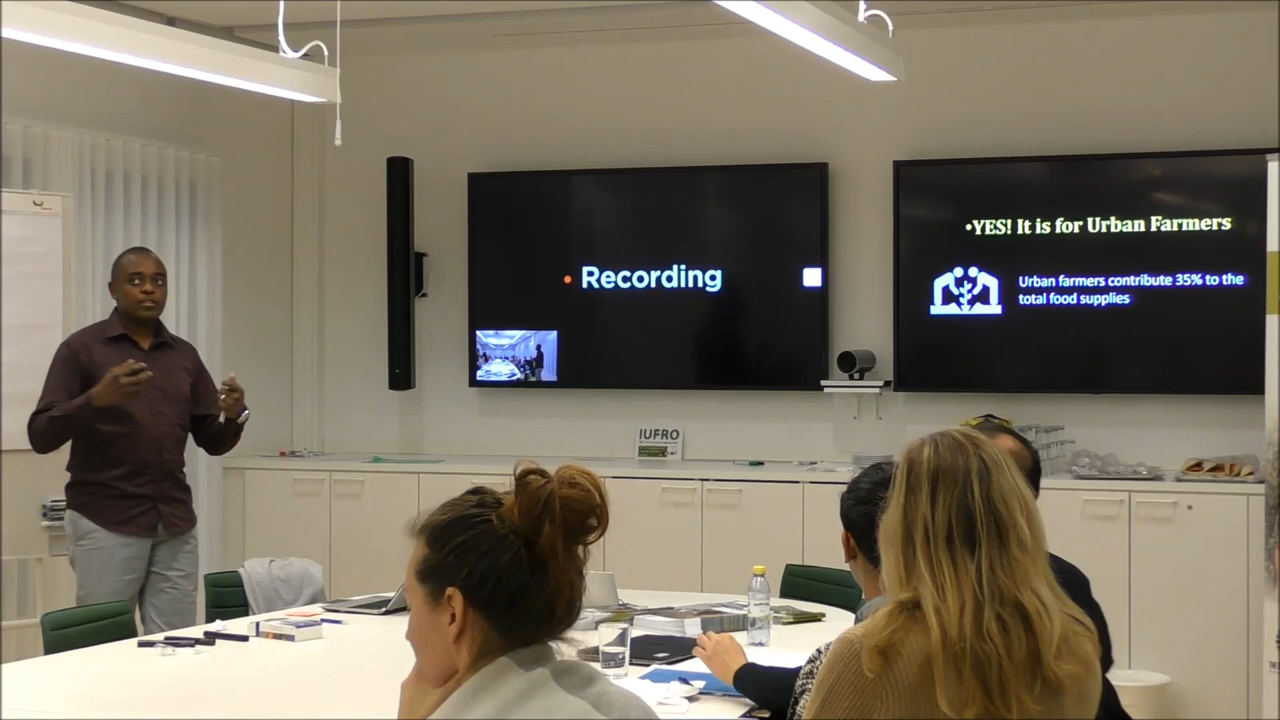 • Recording
•YES! It is for Urban Farmers
Urban farmers contribute 35% to the
total food supplies
IUFRO